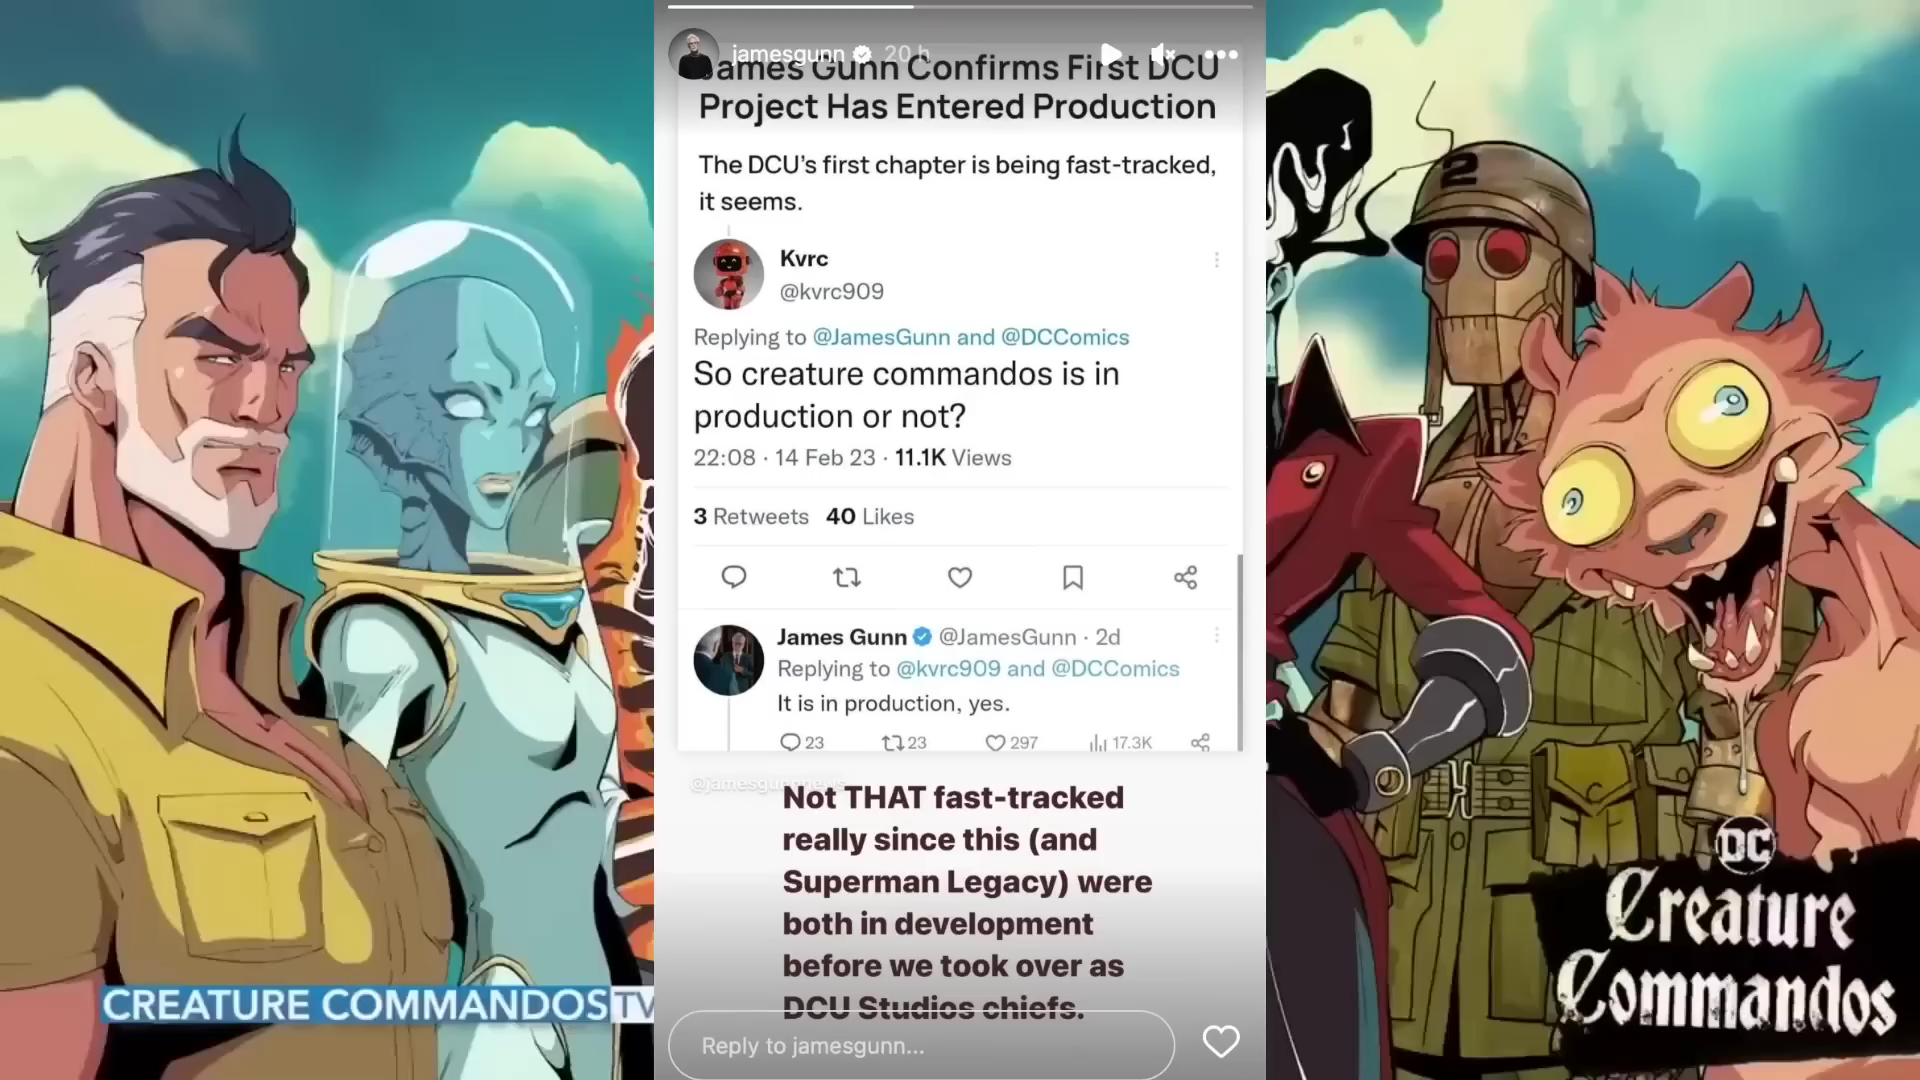 jamesgunn 20 h
James Gunn Confirms First DCU
Project Has Entered Production
The DCU's first chapter is being fast-tracked,
it seems.
Kvrc
@kvrc909
Replying to @JamesGunn and @DCComics
So creature commandos is in
production or not?
22:08 · 14 Feb 23 · 11.1K Views
3 Retweets 40 Likes
James Gunn @JamesGunn · 2d
Replying to @kvrc909 and @DCComics
It is in production, yes.
23 23 297 17.3K
@jamesgunnnews
Not THAT fast-tracked
really since this (and
Superman Legacy) were
both in development
before we took over as
DCU Studios chiefs.
Reply to jamesgunn...
CREATURE COMMANDOS TV
2
DC
Creature
Commandos